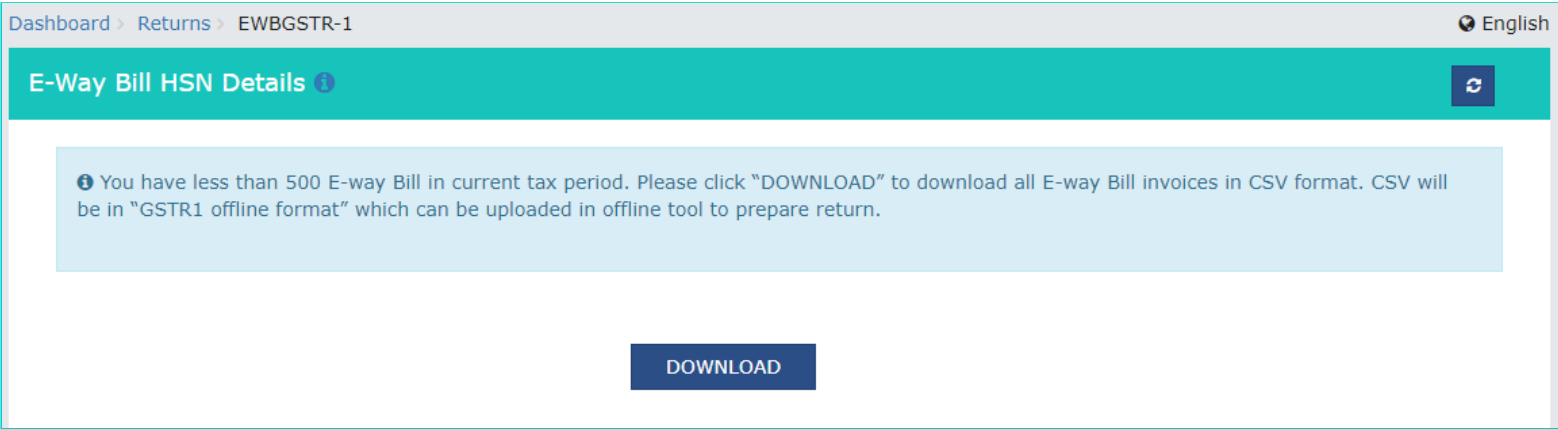 Dashboard > Returns > EWBGSTR-1
English
E-Way Bill HSN Details
You have less than 500 E-way Bill in current tax period. Please click “DOWNLOAD” to download all E-way Bill invoices in CSV format. CSV will
be in “GSTR1 offline format” which can be uploaded in offline tool to prepare return.
DOWNLOAD